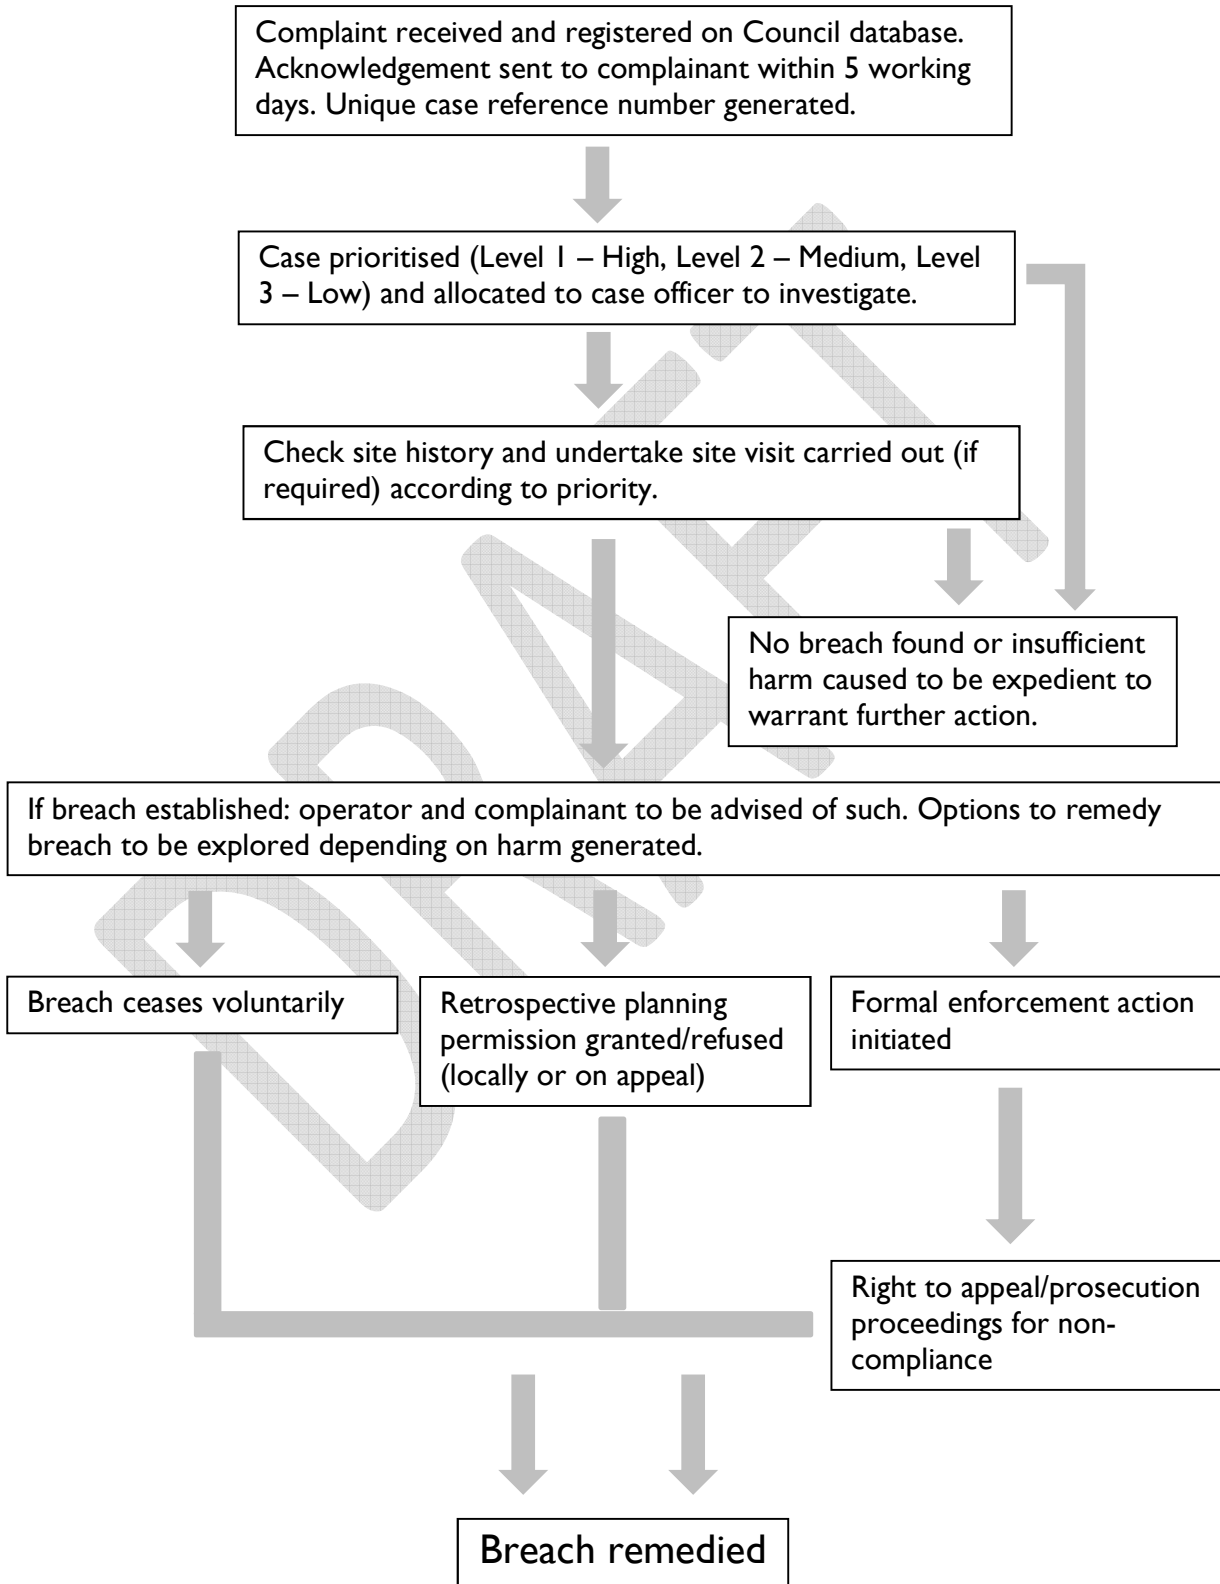 Complaint received and registered on Council database.
Acknowledgement sent to complainant within 5 working
days. Unique case reference number generated.
Case prioritised (Level 1 – High, Level 2 – Medium, Level
3 – Low) and allocated to case officer to investigate.
Check site history and undertake site visit carried out (if
required) according to priority.
No breach found or insufficient
harm caused to be expedient to
warrant further action.
If breach established: operator and complainant to be advised of such. Options to remedy
breach to be explored depending on harm generated.
Breach ceases voluntarily
Retrospective planning
permission granted/refused
(locally or on appeal)
Formal enforcement action
initiated
Right to appeal/prosecution
proceedings for non-
compliance
Breach remedied
DRAFT